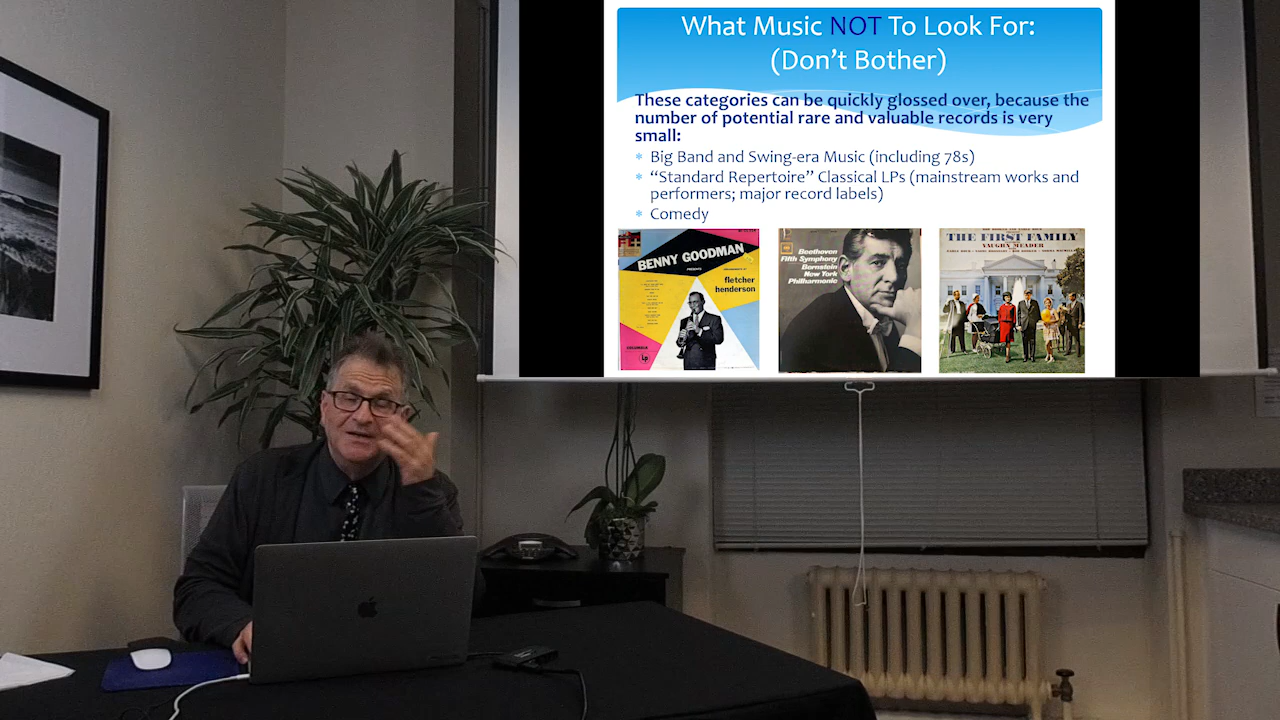 What Music NOT To Look For:
(Don't Bother)
These categories can be quickly glossed over, because the
number of potential rare and valuable records is very
small:
* Big Band and Swing-era Music (including 78s)
* “Standard Repertoire” Classical LPs (mainstream works and
performers; major record labels)
* Comedy
BENNY GOODMAN
PRESENTS
fletcher
henderson
COLUMBIA
Lp
Beethoven
Fifth Symphony
Bernstein
New York
Philharmonic
THE FIRST FAMILY
VAUGHN MEADER